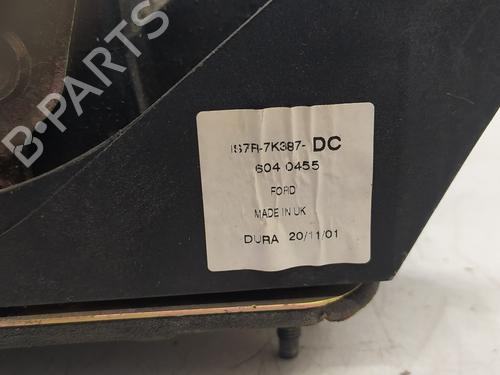 1S7R-7K387-DC
604 0455
FORD
MADE IN UK
DURA 20/11/01
B-PARTS